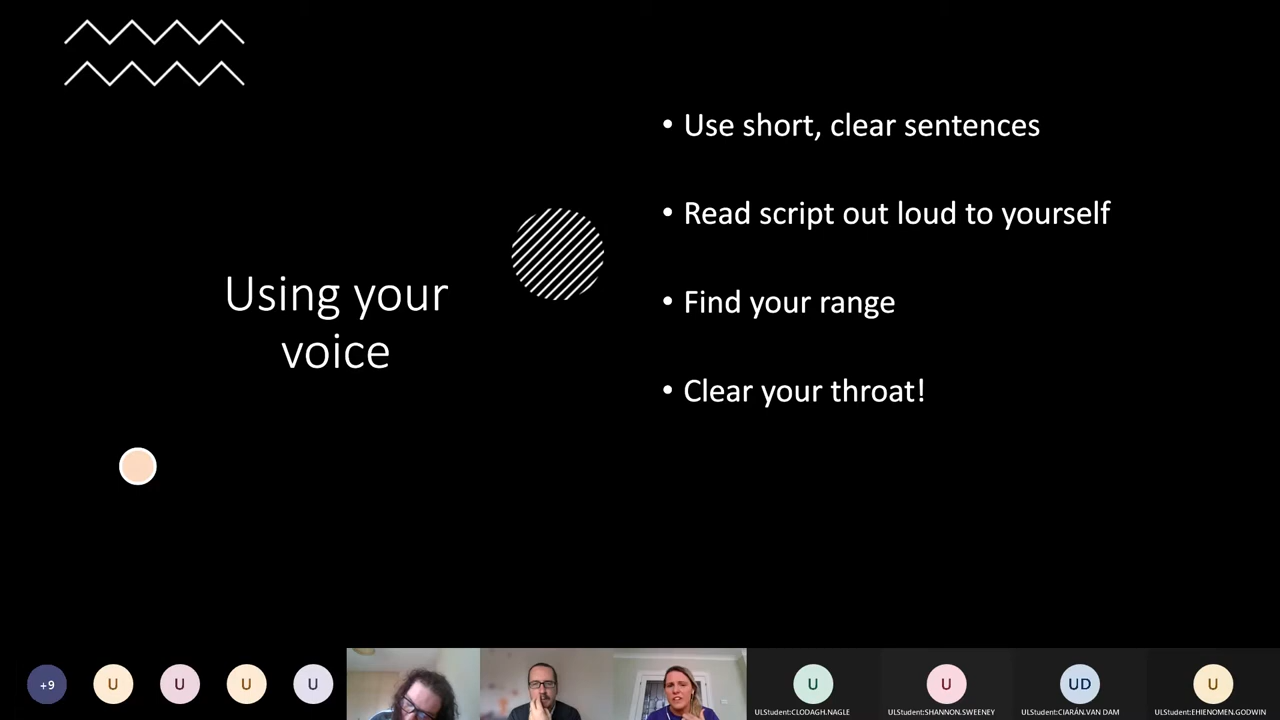 Using your
voice
• Use short, clear sentences
• Read script out loud to yourself
• Find your range
• Clear your throat!
+9
U
U
U
U
U
U
UD
U
ULStudent:CLODAGH.NAGLE
ULStudent:SHANNON.SWEENEY
ULStudent:CIARÁN.VAN DAM
ULStudent:EHIENOMEN.GODWIN